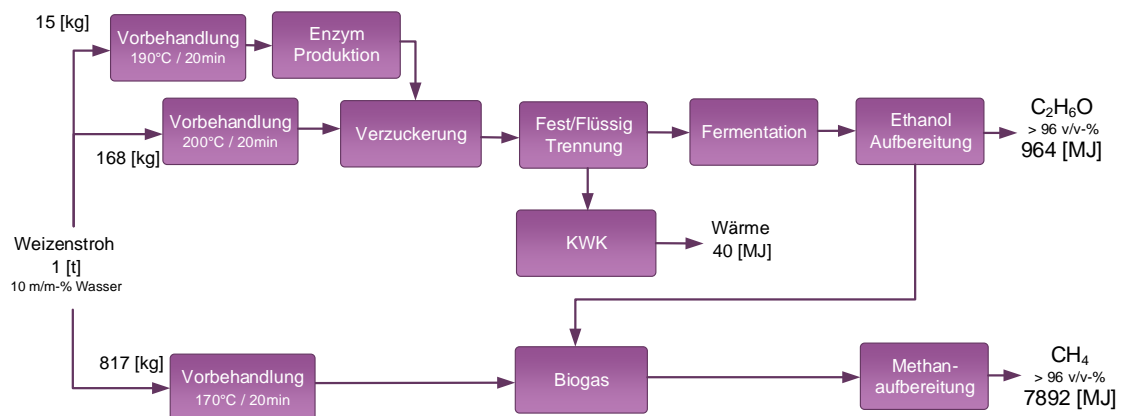 15 [kg]
Vorbehandlung
190°C / 20min
Enzym
Produktion
168 [kg]
Vorbehandlung
200°C / 20min
Verzuckerung
Fest/Flüssig
Trennung
Fermentation
Ethanol
Aufbereitung
C₂H₆O
> 96 v/v-%
964 [MJ]
KWK
Wärme
40 [MJ]
Weizenstroh
1 [t]
10 m/m-% Wasser
817 [kg]
Vorbehandlung
170°C / 20min
Biogas
Methan-
aufbereitung
CH₄
> 96 v/v-%
7892 [MJ]